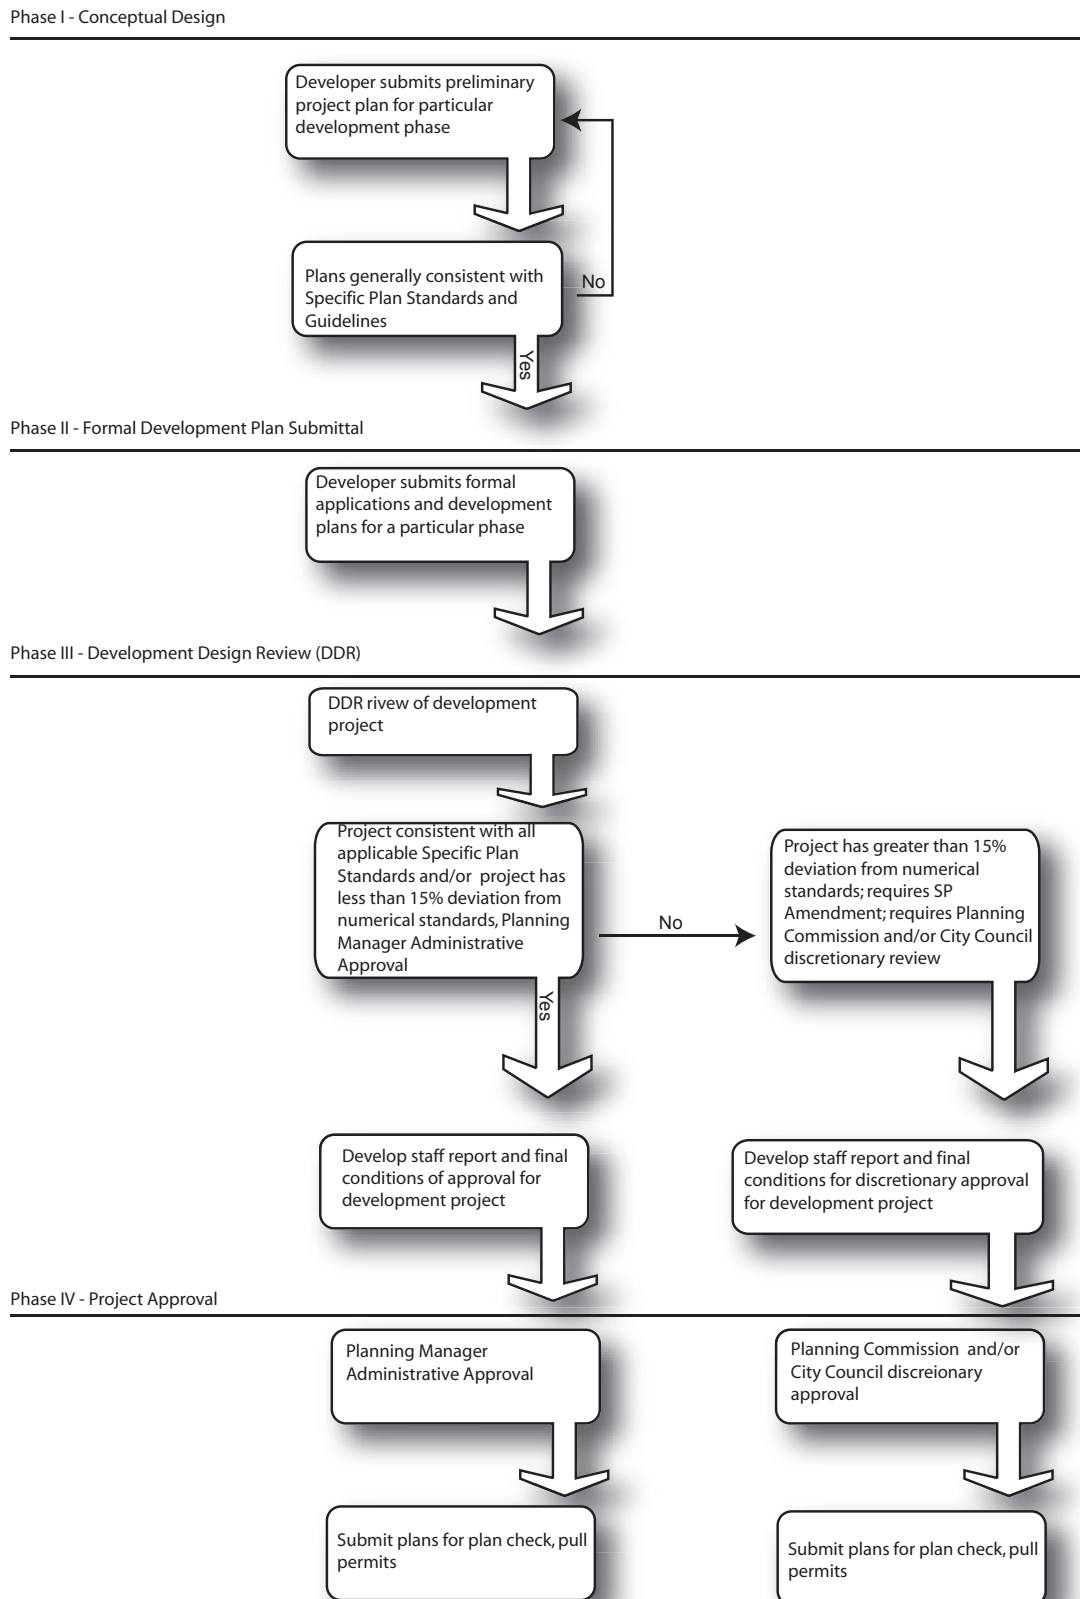 Phase I - Conceptual Design
Developer submits preliminary
project plan for particular
development phase
Plans generally consistent with
Specific Plan Standards and
Guidelines
No
Yes
Phase II - Formal Development Plan Submittal
Developer submits formal
applications and development
plans for a particular phase
Phase III - Development Design Review (DDR)
DDR rivew of development
project
Project consistent with all
applicable Specific Plan
Standards and/or project has
less than 15% deviation from
numerical standards, Planning
Manager Administrative
Approval
No
Project has greater than 15%
deviation from numerical
standards; requires SP
Amendment; requires Planning
Commission and/or City Council
discretionary review
Yes
Develop staff report and final
conditions of approval for
development project
Develop staff report and final
conditions for discretionary approval
for development project
Phase IV - Project Approval
Planning Manager
Administrative Approval
Planning Commission and/or
City Council discreionary
approval
Submit plans for plan check, pull
permits
Submit plans for plan check, pull
permits